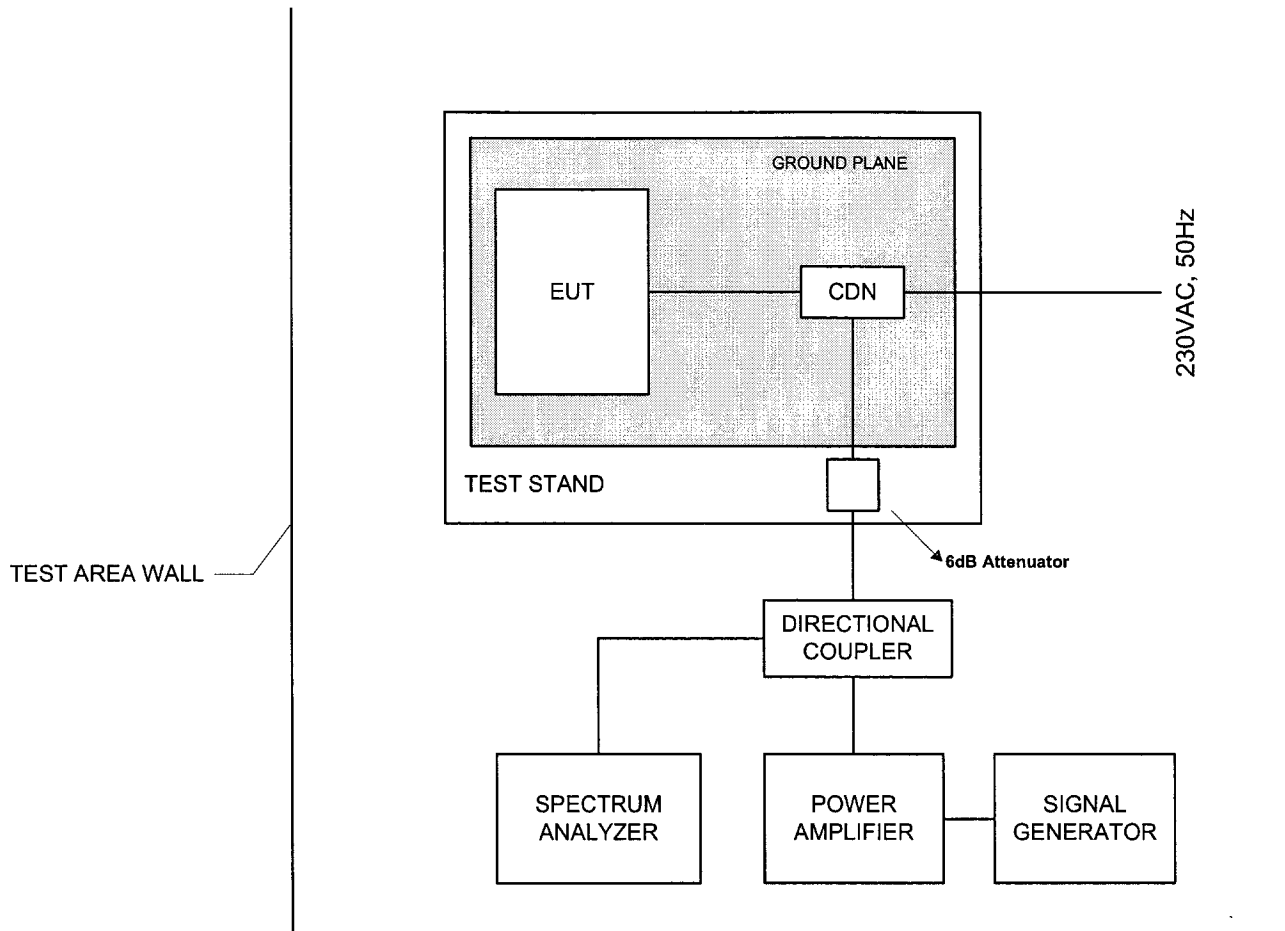 GROUND PLANE
EUT
CDN
230VAC, 50Hz
TEST STAND
6dB Attenuator
TEST AREA WALL
DIRECTIONAL
COUPLER
SPECTRUM
ANALYZER
POWER
AMPLIFIER
SIGNAL
GENERATOR